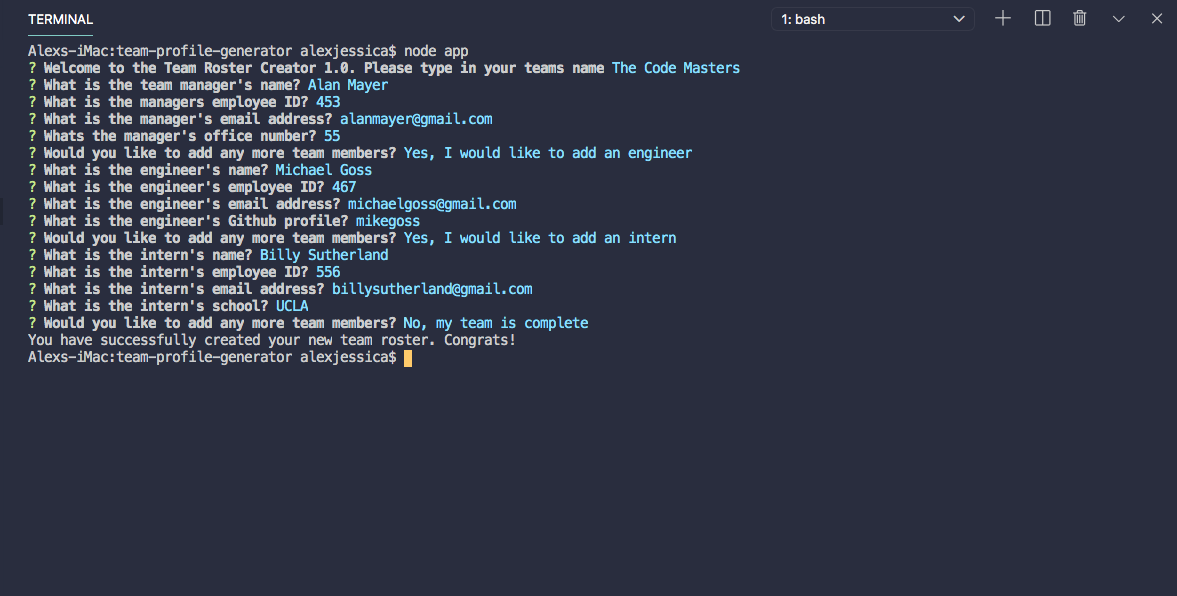 TERMINAL
1: bash
Alexs-iMac:team-profile-generator alexjessica$ node app
? Welcome to the Team Roster Creator 1.0. Please type in your teams name The Code Masters
? What is the team manager's name? Alan Mayer
? What is the managers employee ID? 453
? What is the manager's email address? alanmayer@gmail.com
? Whats the manager's office number? 55
? Would you like to add any more team members? Yes, I would like to add an engineer
? What is the engineer's name? Michael Goss
? What is the engineer's employee ID? 467
? What is the engineer's email address? michaelgoss@gmail.com
? What is the engineer's Github profile? mikegoss
? Would you like to add any more team members? Yes, I would like to add an intern
? What is the intern's name? Billy Sutherland
? What is the intern's employee ID? 556
? What is the intern's email address? billysutherland@gmail.com
? What is the intern's school? UCLA
? Would you like to add any more team members? No, my team is complete
You have successfully created your new team roster. Congrats!
Alexs-iMac:team-profile-generator alexjessica$